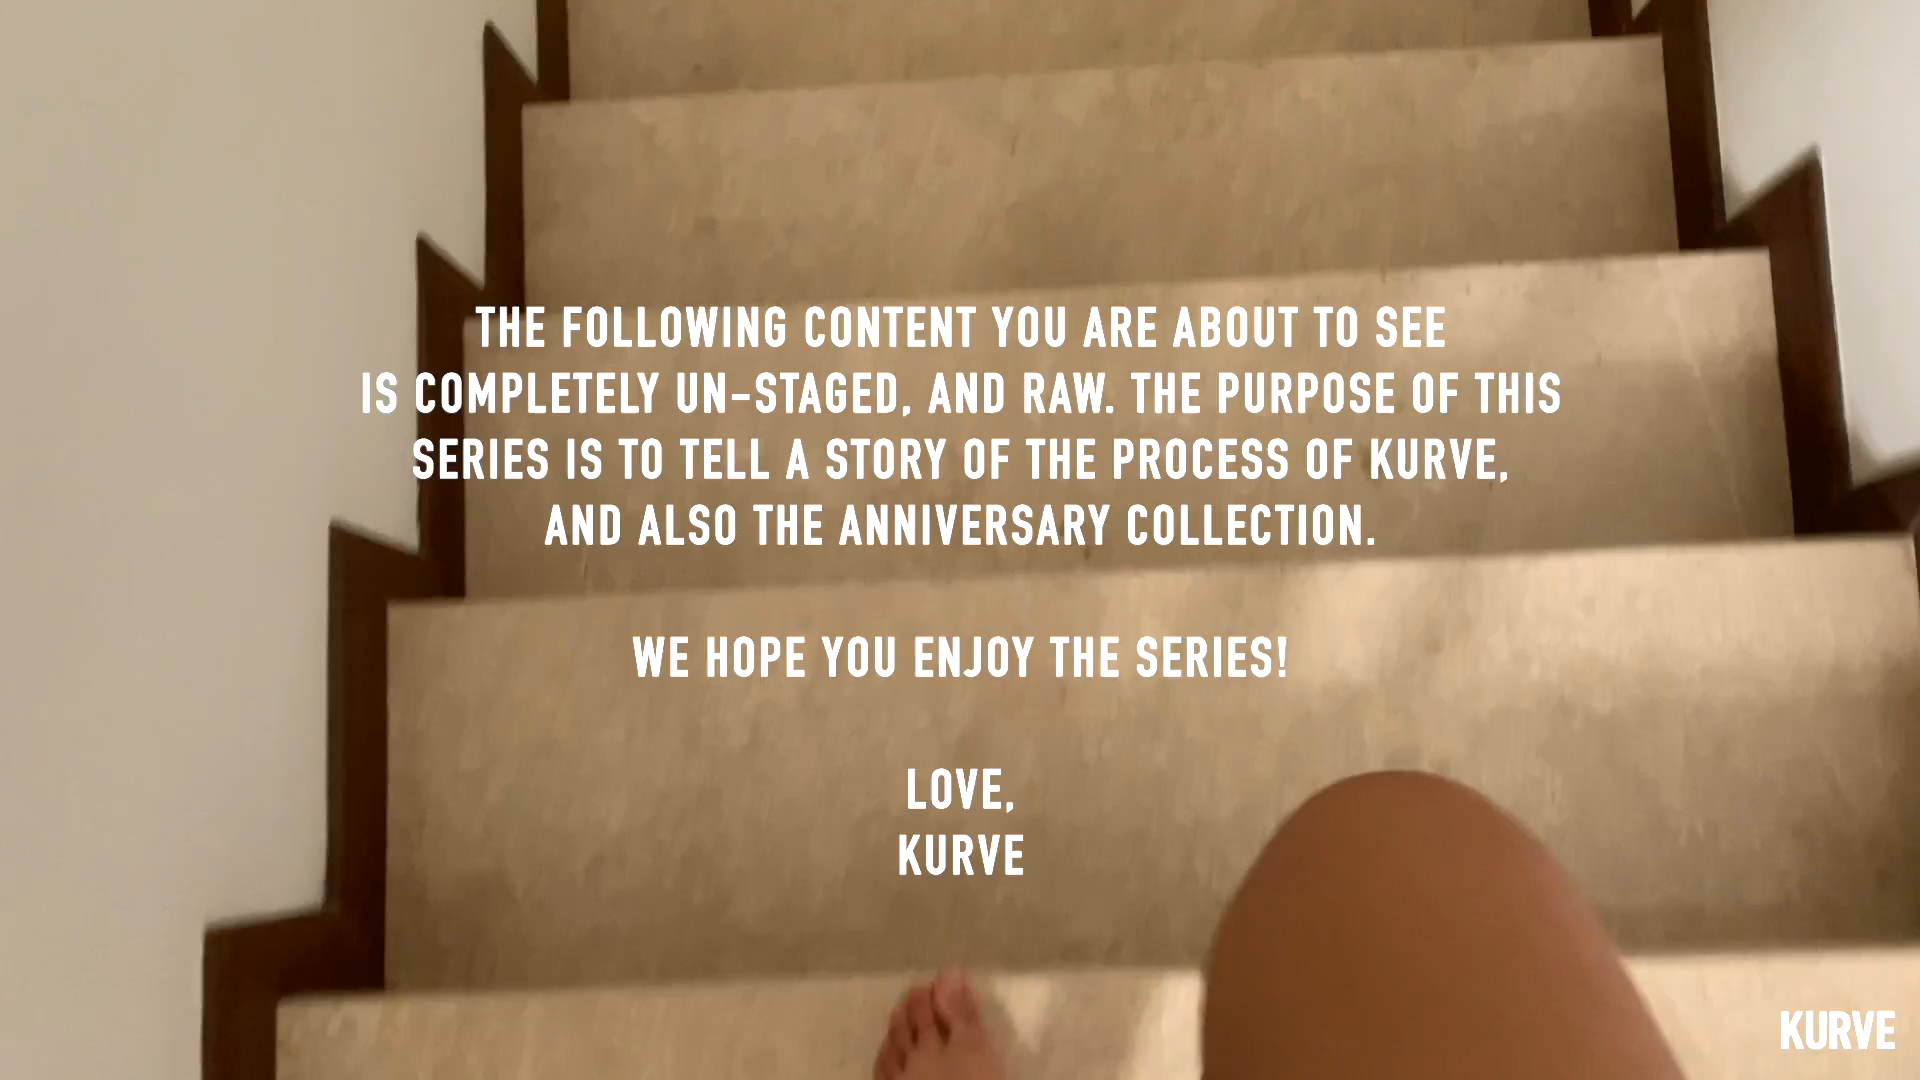 THE FOLLOWING CONTENT YOU ARE ABOUT TO SEE
IS COMPLETELY UN-STAGED, AND RAW. THE PURPOSE OF THIS
SERIES IS TO TELL A STORY OF THE PROCESS OF KURVE,
AND ALSO THE ANNIVERSARY COLLECTION.
WE HOPE YOU ENJOY THE SERIES!
LOVE,
KURVE
KURVE